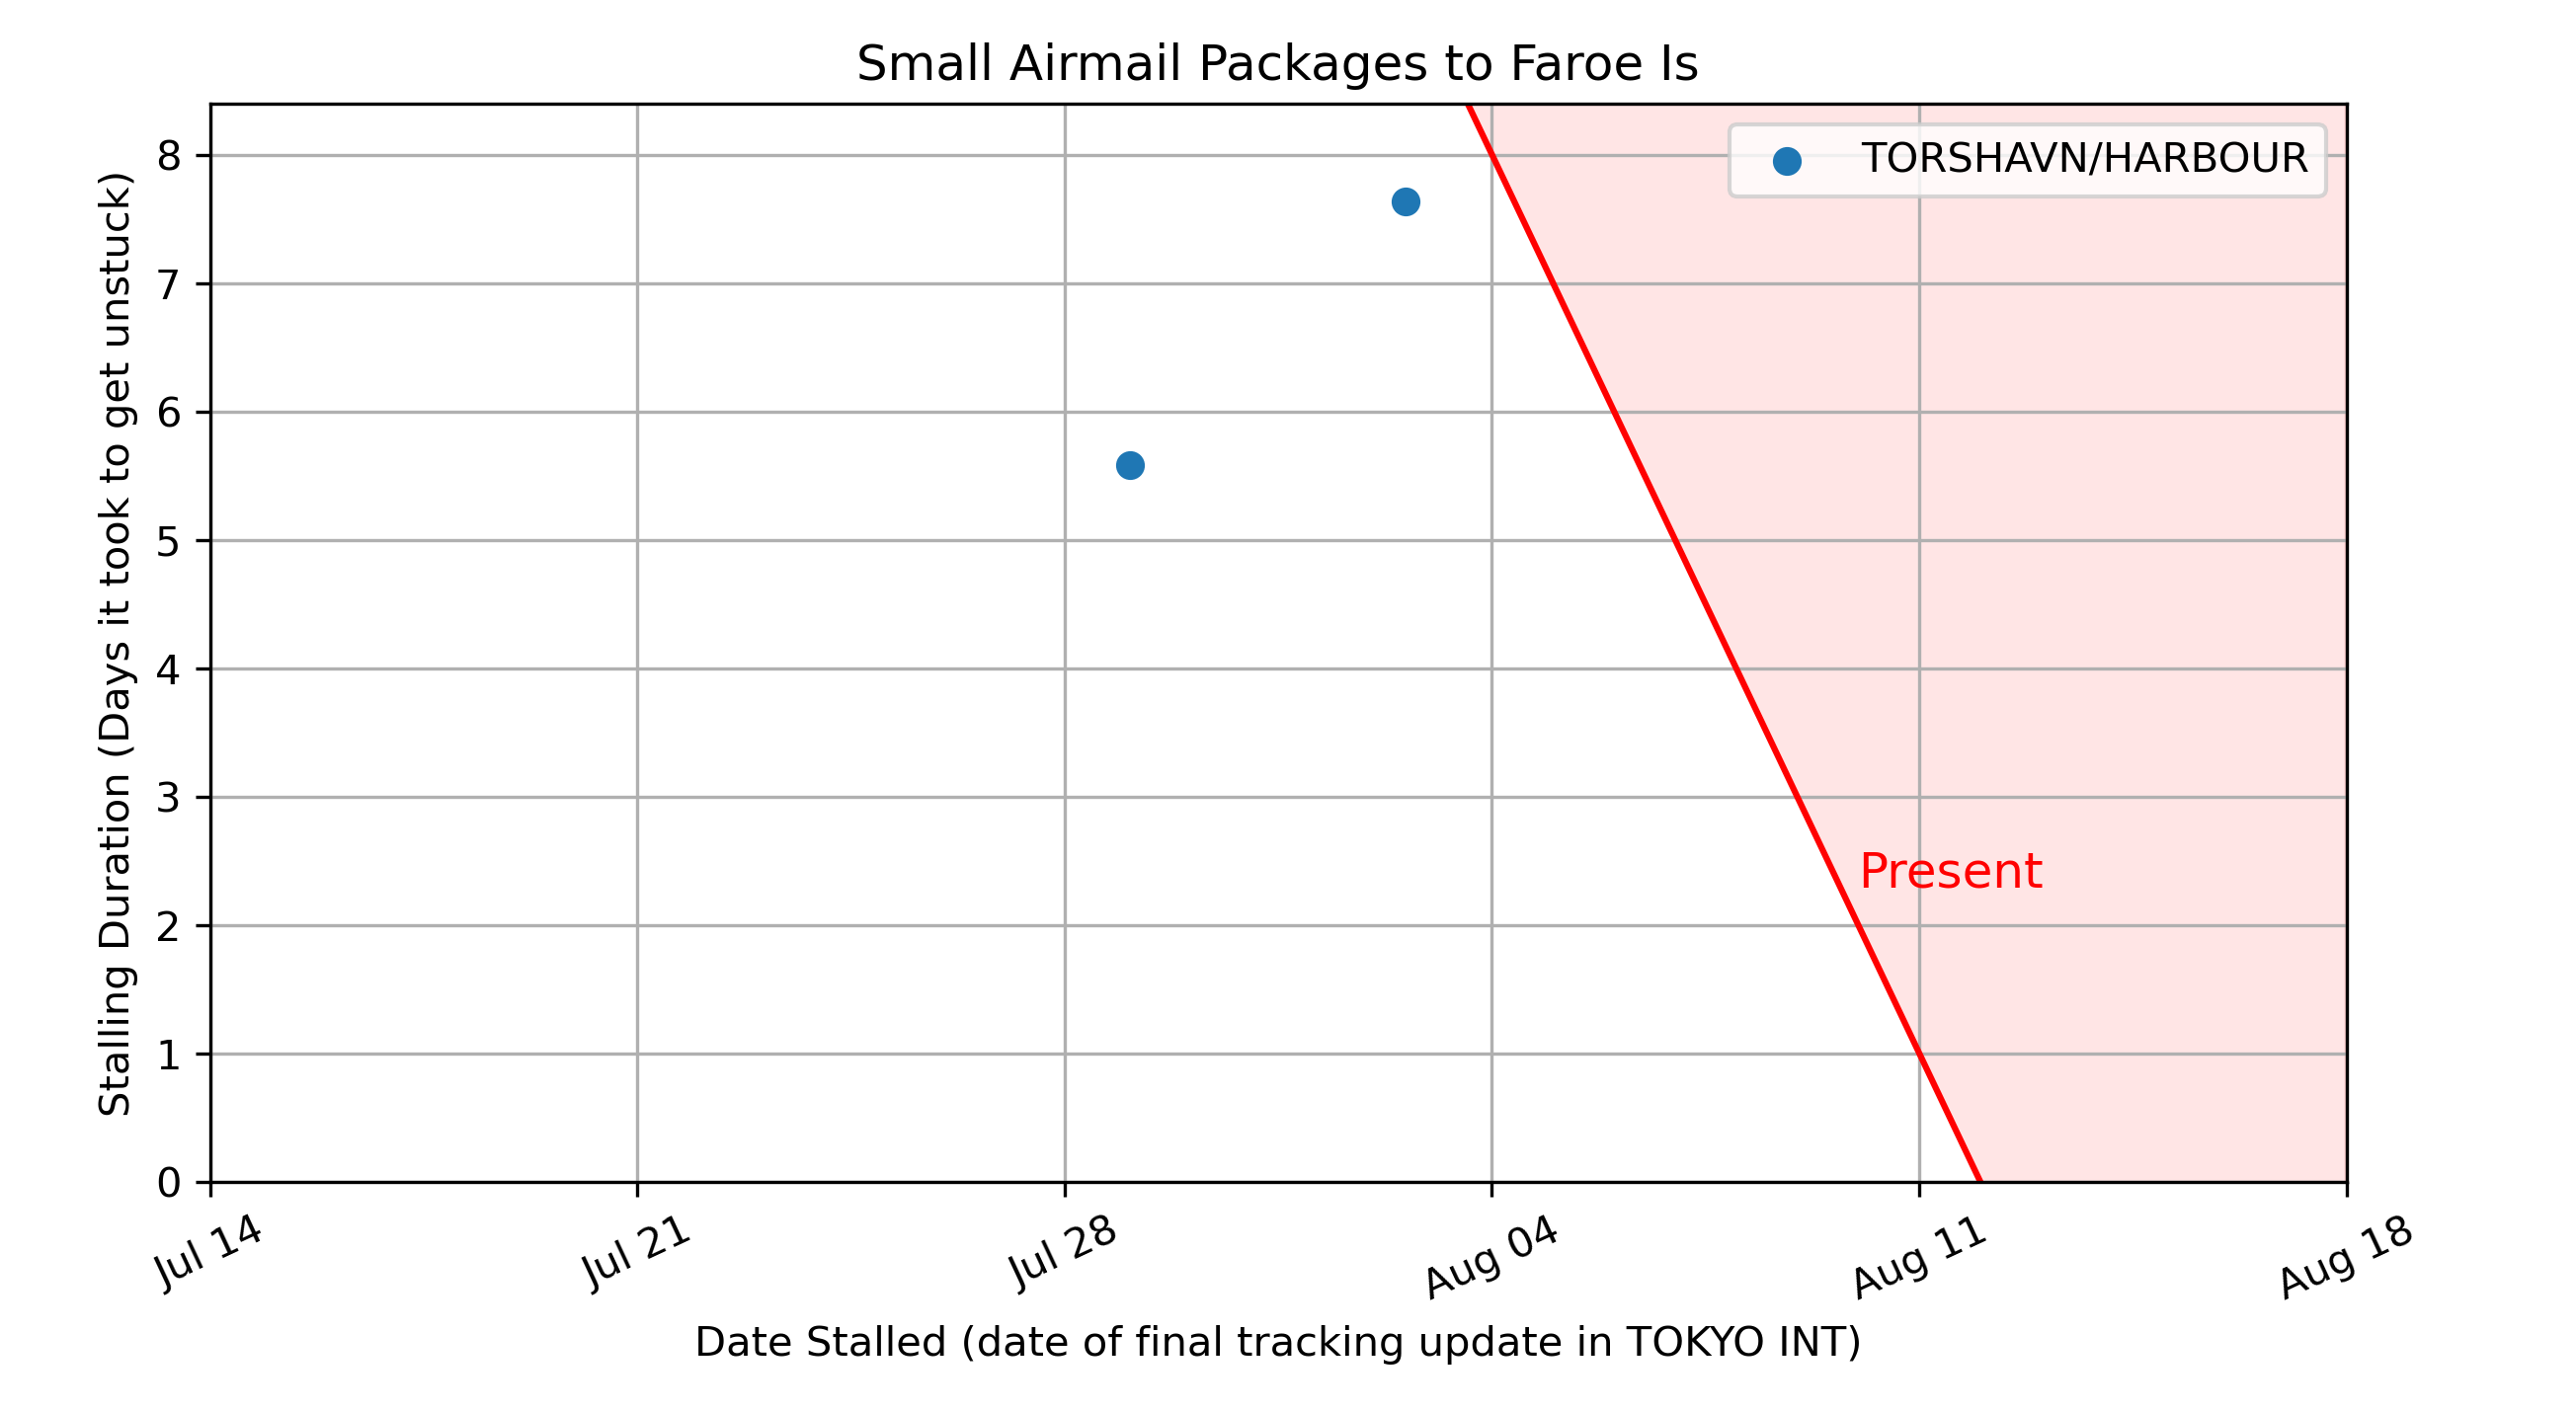 Small Airmail Packages to Faroe Is
TORSHAVN/HARBOUR
Stalling Duration (Days it took to get unstuck)
8
7
6
5
4
3
2
1
0
Present
Jul 14
Jul 21
Jul 28
Aug 04
Aug 11
Aug 18
Date Stalled (date of final tracking update in TOKYO INT)